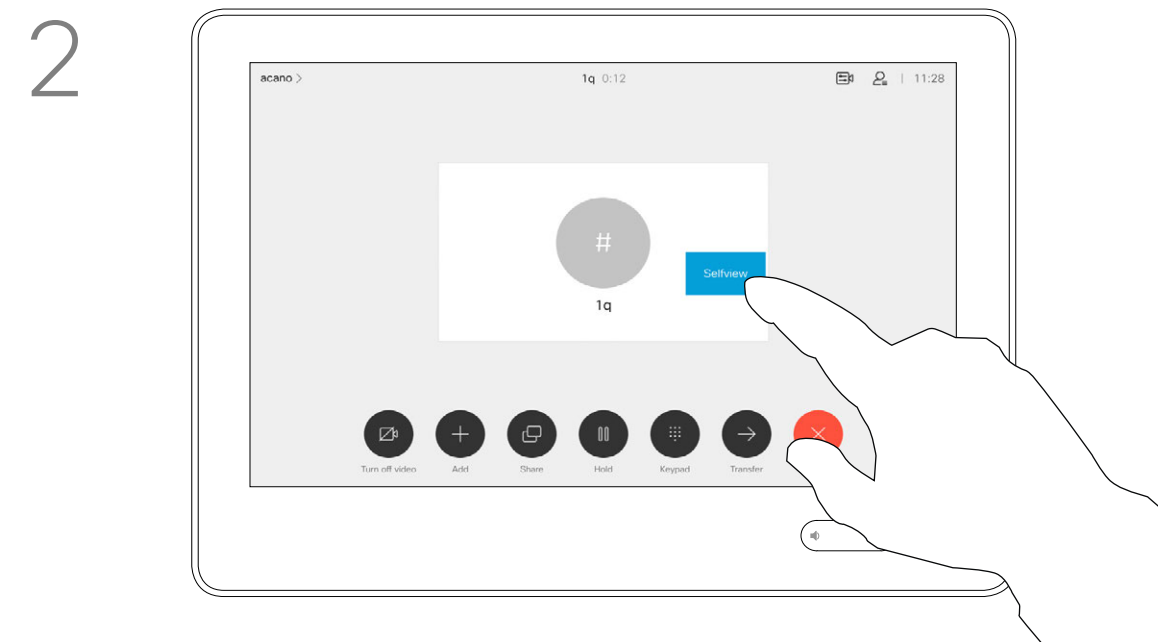 2
acano >
1q 0:12
11:28
#
Selfview
1q
Turn off video
Add
Share
Hold
Keypad
Transfer